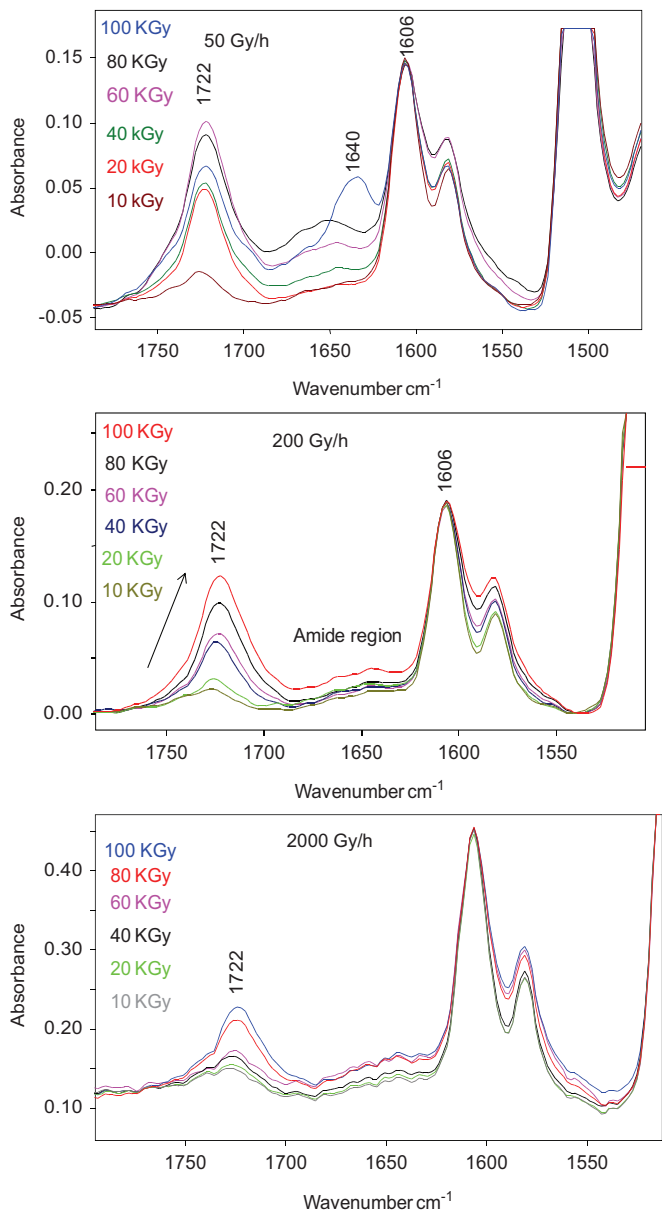 100 KGy
50 Gy/h
80 KGy
60 KGy
40 kGy
20 kGy
10 kGy
1722
1640
1606
0.15
0.10
0.05
0.00
-0.05
Absorbance
1750
1700
1650
1600
1550
1500
Wavenumber cm-1
100 KGy
200 Gy/h
80 KGy
60 KGy
40 KGy
20 KGy
10 KGy
1722
1606
Amide region
0.20
0.10
0.00
Absorbance
1750
1700
1650
1600
1550
Wavenumber cm-1
100 KGy
2000 Gy/h
80 KGy
60 KGy
40 KGy
20 KGy
10 KGy
1722
0.40
0.30
0.20
0.10
Absorbance
1750
1700
1650
1600
1550
Wavenumber cm-1